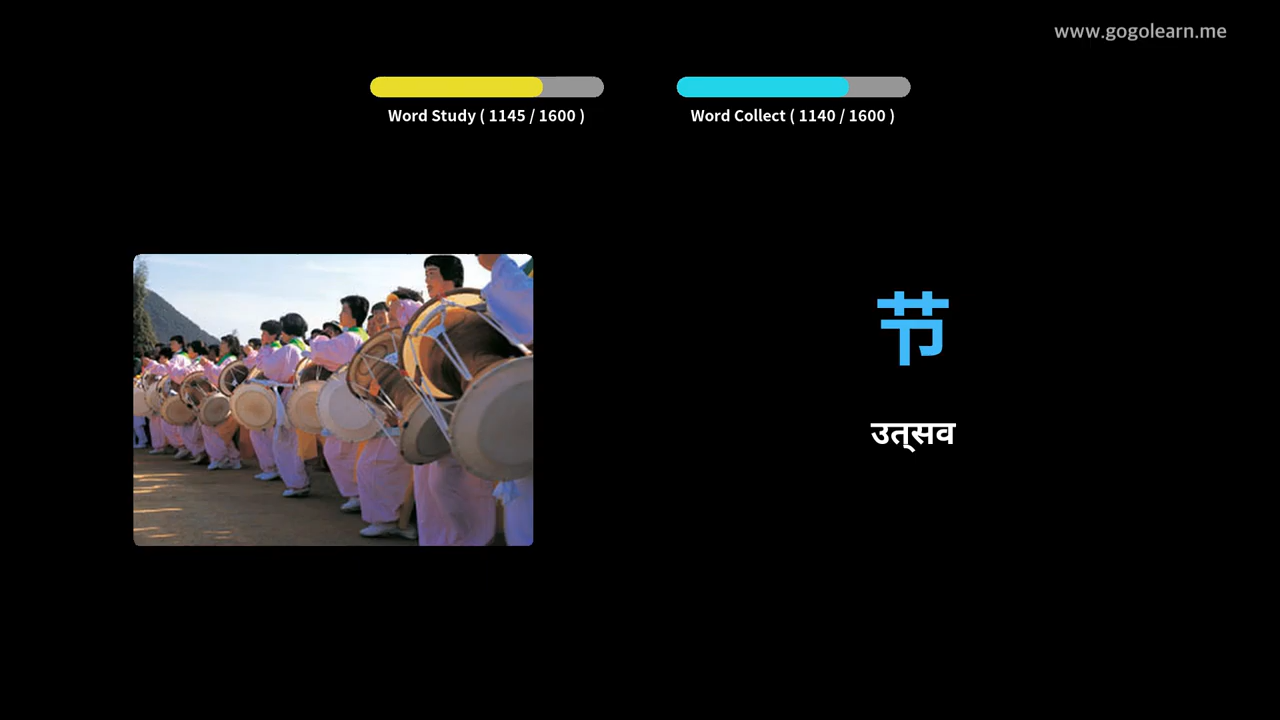 www.gogolearn.me
Word Study ( 1145 / 1600 )
Word Collect ( 1140 / 1600 )
节
उत्सव